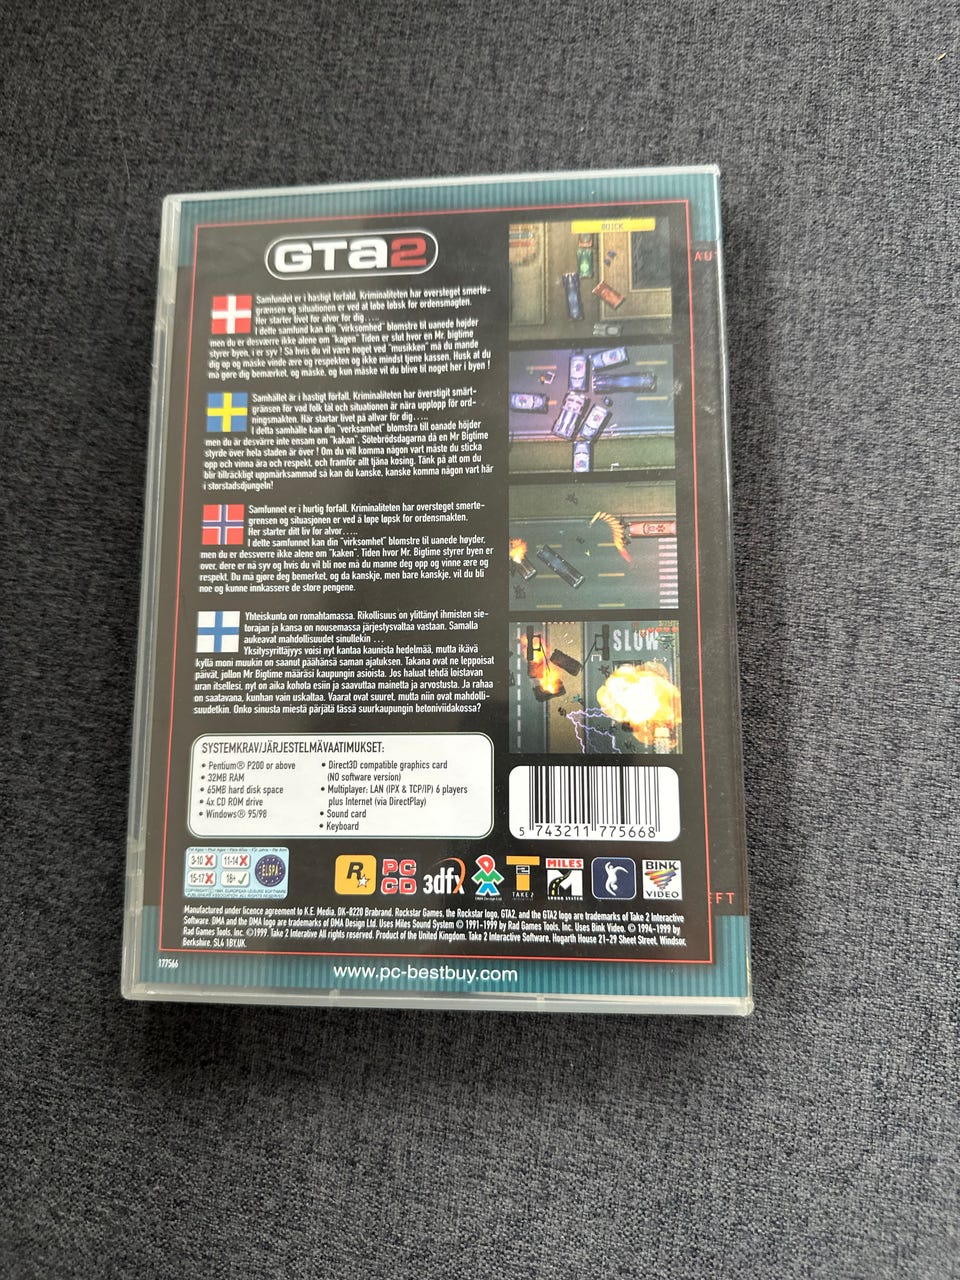 GTa2
Samfundet er i hastigt forfald. Kriminaliteten har oversteget smerte-
grænsen og situationen er ved at løbe løbsk for ordensmagten.
Her starter livet for alvor for dig.....
I dette samfund kan din "virksomhed" blomstre til uanede højder
men du er desværre ikke alene om "kagen" Tiden er slut hvor en Mr. bigtime
styrer byen, i er syv ! Så hvis du vil være noget ved "musikken" må du mande
dig op og måske vinde ære og respekten og ikke mindst tjene kassen. Husk at du
må gøre dig bemærket, og måske, og kun måske vil du blive til noget her i byen !
Samhället är i hastigt förfall. Kriminaliteten har överstigit smärt-
gränsen för vad folk tål och situationen är nära upplopp för ord-
ningsmakten. Här startar livet på allvar för dig.....
I detta samhälle kan din "verksamhet" blomstra till oanade höjder
men du är desvärre inte ensam om "kakan". Sötebrödsdagarna då en Mr Bigtime
styrde över hela staden är över ! Om du vill komma någon vart måste du sticka
opp och vinna ära och respekt, och framför allt tjäna kosing. Tänk på att om du
blir tillräckligt uppmärksammad så kan du kanske, kanske komma någon vart här
i storstadsdjungeln!
Samfunnet er i hurtig forfall. Kriminaliteten har oversteget smerte-
grensen og situasjonen er ved å løpe løpsk for ordensmakten.
Her starter ditt liv for alvor.....
I dette samfunnet kan din "virksomhet" blomstre til uanede høyder,
men du er dessverre ikke alene om "kaken". Tiden hvor Mr. Bigtime styrer byen er
over, dere er nå syv og hvis du vil bli noe må du manne deg opp og vinne ære og
respekt. Du må gjøre deg bemerket, og da kanskje, men bare kanskje, vil du bli
noe og kunne innkassere de store pengene.
Yhteiskunta on romahtamassa. Rikollisuus on ylittänyt ihmisten sie-
torajan ja kansa on nousemassa järjestysvaltaa vastaan. Samalla
aukeavat mahdollisuudet sinullekin ...
Yksityisyrittäjyys voisi nyt kantaa kaunista hedelmää, mutta ikävä
kyllä moni muukin on saanut päähänsä saman ajatuksen. Takana ovat ne leppoisat
päivät, jolloin Mr Bigtime määräsi kaupungin asioista. Jos haluat tehdä loistavan
uran itsellesi, nyt on aika kohota esiin ja saavuttaa mainetta ja arvostusta. Ja rahaa
on saatavana, kunhan vain uskaltaa. Vaarat ovat suuret, mutta niin ovat mahdolli-
suudetkin. Onko sinusta miestä pärjätä tässä suurkaupungin betoniviidakossa?
BUICK
SLOW
SYSTEMKRAV/JÄRJESTELMÄVAATIMUKSET:
• Pentium® P200 or above
• 32MB RAM
• 65MB hard disk space
• 4x CD ROM drive
• Windows® 95/98
• Direct3D compatible graphics card
(NO software version)
• Multiplayer: LAN (IPX & TCP/IP) 6 players
plus Internet (via DirectPlay)
• Sound card
• Keyboard
5 743211 775668
3-10 11-14
15-17 18+
ELSPA
R
PC
CD
3dfx
TAKE 2
MILES
SOUND SYSTEM
BINK
VIDEO
Manufactured under licence agreement to K.E. Media, DK-8220 Brabrand. Rockstar Games, the Rockstar logo, GTA2, and the GTA2 logo are trademarks of Take 2 Interactive
Software. DMA and the DMA logo are trademarks of DMA Design Ltd. Uses Miles Sound System © 1991-1999 by Rad Games Tools, Inc. Uses Bink Video. © 1994-1999 by
Rad Games Tools, Inc. ©1999. Take 2 Interative All rights reserved. Product of the United Kingdom. Take 2 Interactive Software, Hogarth House 21-29 Sheet Street, Windsor,
Berkshire. SL4 1BY,UK.
177566
www.pc-bestbuy.com
AU
EFT